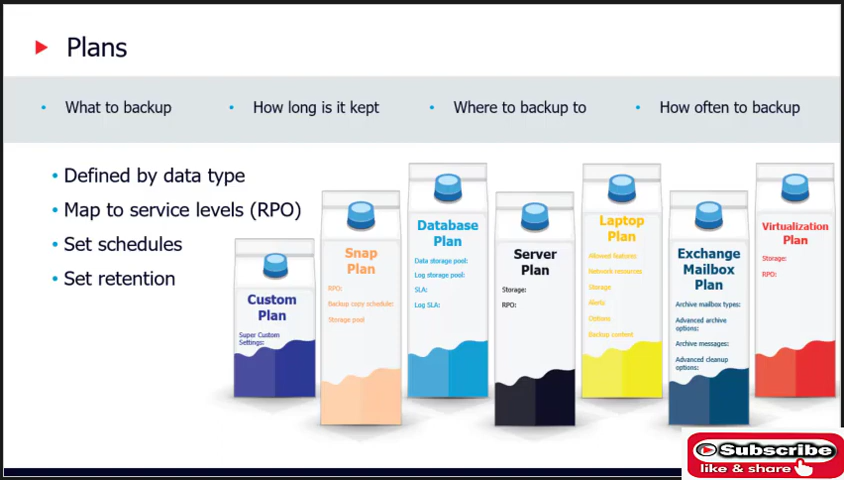 Plans
• What to backup
• How long is it kept
• Where to backup to
• How often to backup
• Defined by data type
• Map to service levels (RPO)
• Set schedules
• Set retention
Custom
Plan
Super Custom
Settings:
Snap
Plan
RPO:
Backup copy schedule:
Storage pool
Database
Plan
Data storage pool:
Log storage pool:
SLA:
Log SLA:
Server
Plan
Storage:
RPO:
Laptop
Plan
Allowed features:
Network resources
Storage
Alerts
Options
Backup content
Exchange
Mailbox
Plan
Archive mailbox types:
Advanced archive
options:
Archive messages:
Advanced cleanup
options:
Virtualization
Plan
Storage:
RPO:
Subscribe
like & share